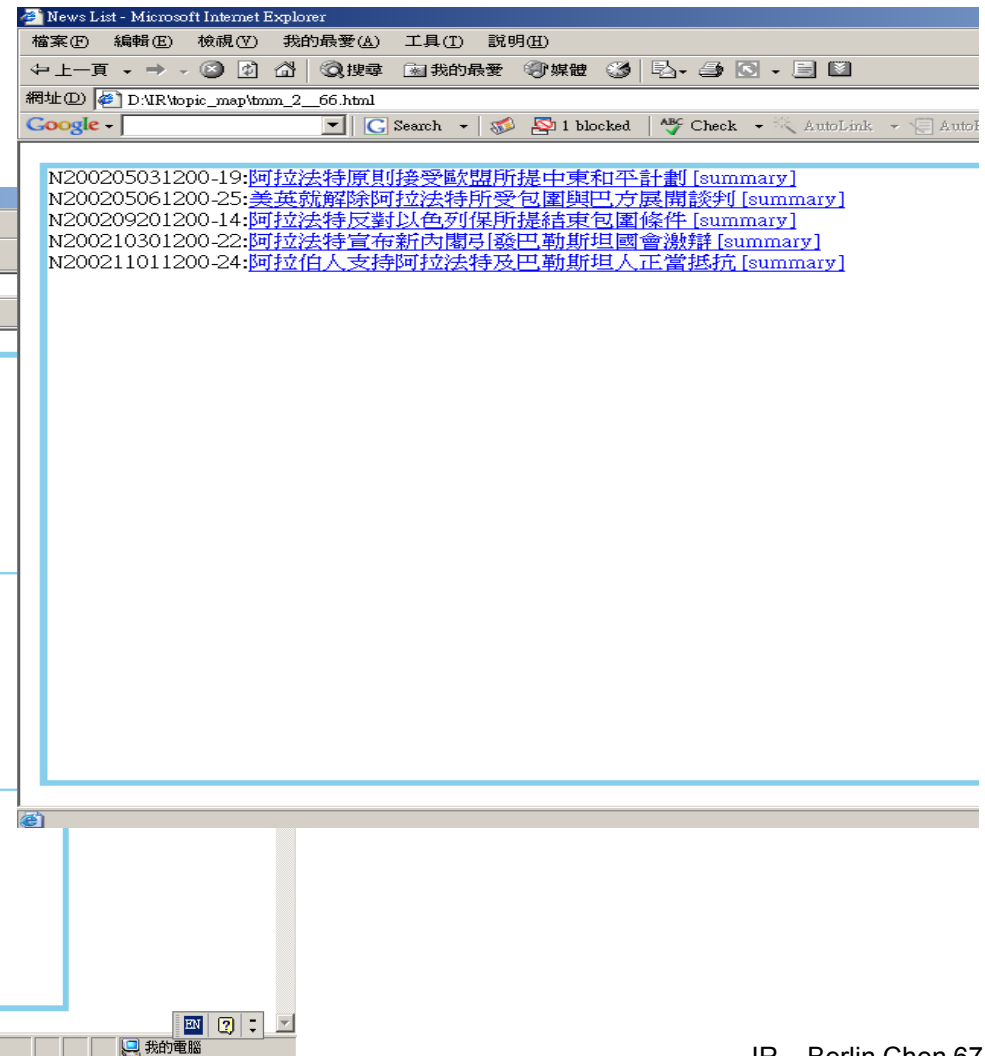 News List - Microsoft Internet Explorer
檔案(F) 編輯(E) 檢視(V) 我的最愛(A) 工具(T) 說明(H)
上一頁 搜尋 我的最愛 媒體
網址(D) D:\IR\topic_map\tmm_2__66.html
Google Search 1 blocked ABC Check AutoLink
N200205031200-19:阿拉法特原則接受歐盟所提中東和平計劃 [summary]
N200205061200-25:美英就解除阿拉法特所受包圍與巴方展開談判 [summary]
N200209201200-14:阿拉法特反對以色列保所提結束包圍條件 [summary]
N200210301200-22:阿拉法特宣布新內閣引發巴勒斯坦國會激辯 [summary]
N200211011200-24:阿拉伯人支持阿拉法特及巴勒斯坦人正當抵抗 [summary]
EN
我的電腦
Berlin Chen 67